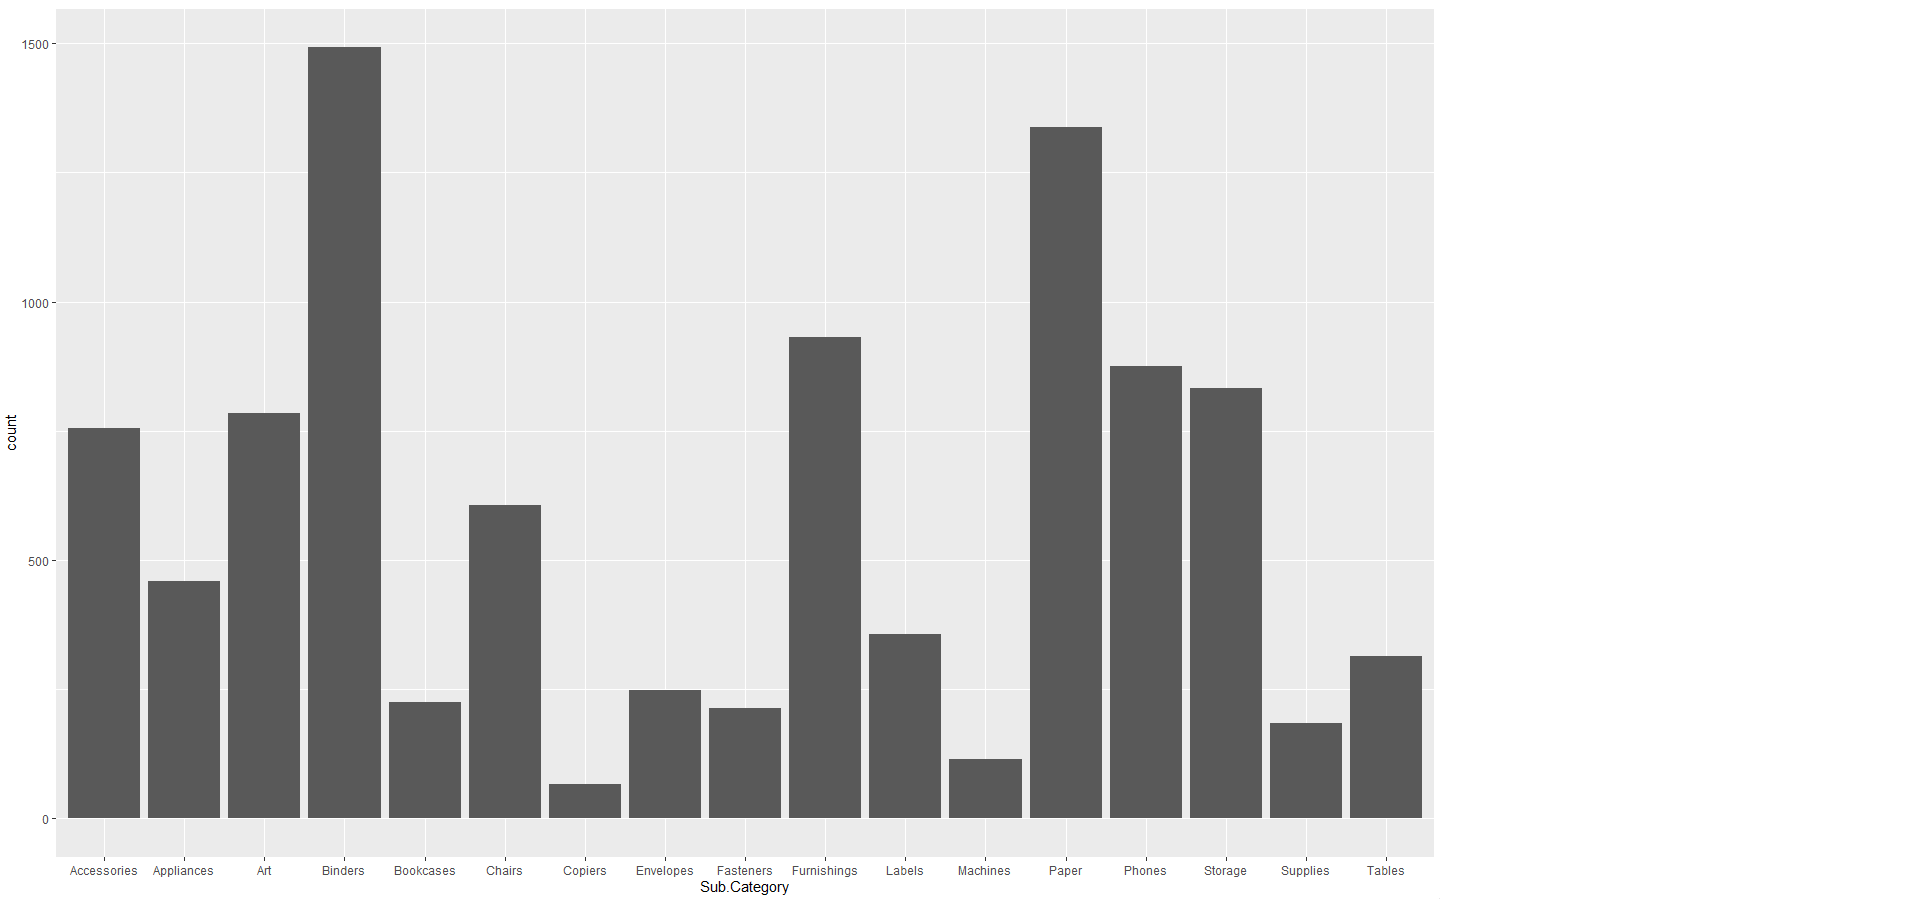 1500
1000
500
0
count
Accessories Appliances Art Binders Bookcases Chairs Copiers Envelopes Fasteners Furnishings Labels Machines Paper Phones Storage Supplies Tables
Sub.Category